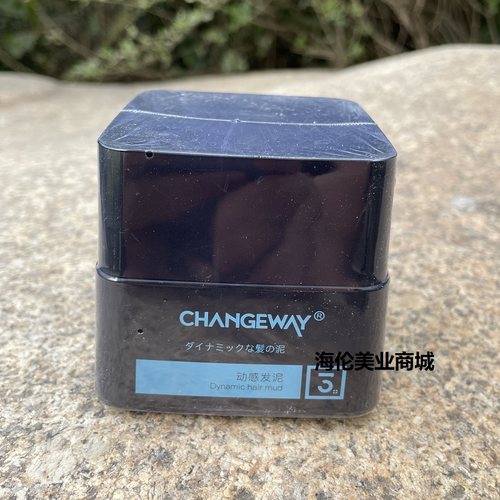 CHANGEWAY®
ダイナミックな髪の泥
动感发泥
Dynamic hair mud
3
海伦美业商城